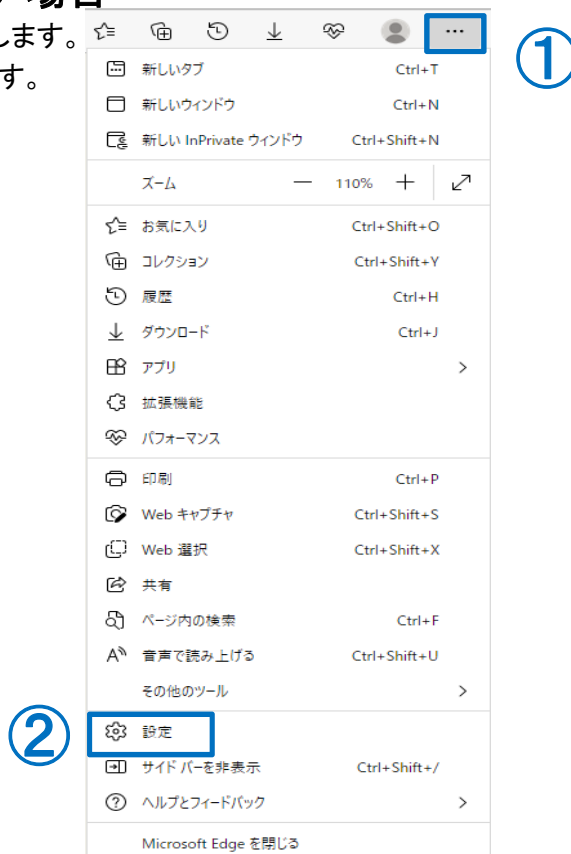 場合
します。
す。
①
新しいタブ Ctrl+T
新しいウィンドウ Ctrl+N
新しい InPrivate ウィンドウ Ctrl+Shift+N
ズーム — 110% +
お気に入り Ctrl+Shift+O
コレクション Ctrl+Shift+Y
履歴 Ctrl+H
ダウンロード Ctrl+J
アプリ >
拡張機能
パフォーマンス
印刷 Ctrl+P
Web キャプチャ Ctrl+Shift+S
Web 選択 Ctrl+Shift+X
共有
ページ内の検索 Ctrl+F
音声で読み上げる Ctrl+Shift+U
その他のツール >
②
設定
サイド バーを非表示 Ctrl+Shift+/
ヘルプとフィードバック >
Microsoft Edge を閉じる